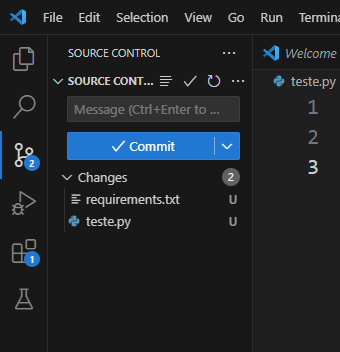 File Edit Selection View Go Run Termina
SOURCE CONTROL ...
SOURCE CONT... ...
Message (Ctrl+Enter to ...
Commit
2
Changes 2
requirements.txt U
teste.py U
1
Welcome
teste.py
1
2
3